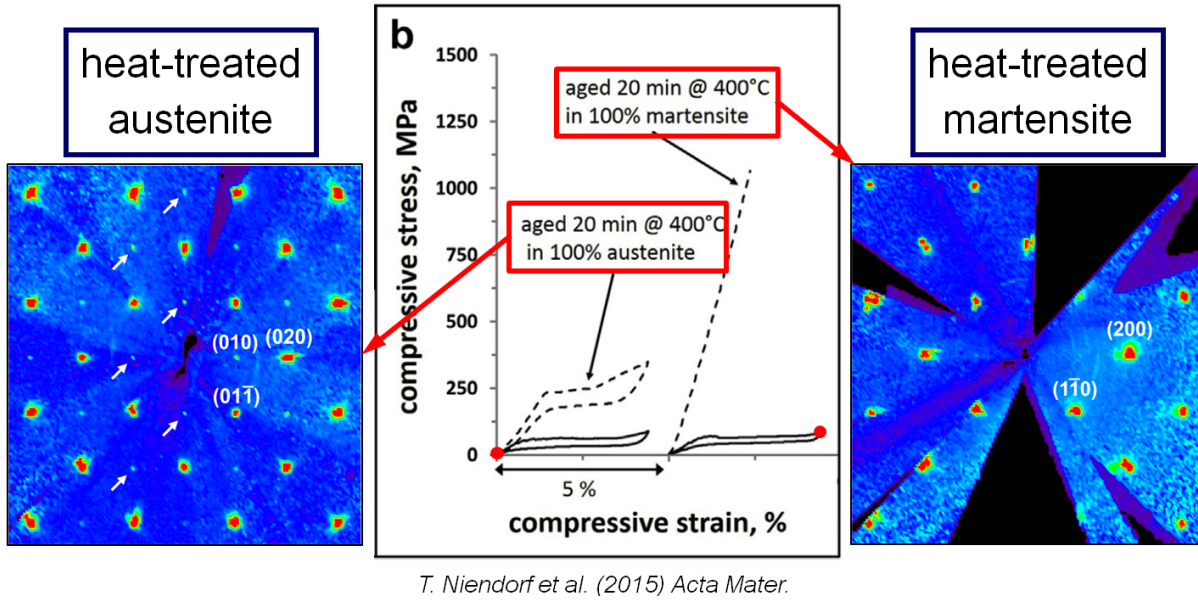 heat-treated
austenite
(010)
(020)
(011̄)
b
compressive stress, MPa
1500
1250
1000
750
500
250
0
aged 20 min @ 400°C
in 100% martensite
aged 20 min @ 400°C
in 100% austenite
5 %
compressive strain, %
heat-treated
martensite
(200)
(11̄0)
T. Niendorf et al. (2015) Acta Mater.